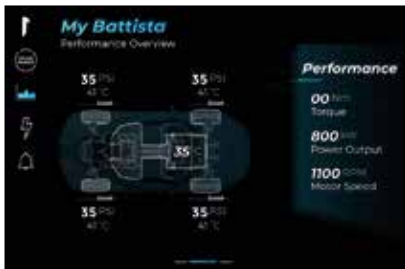 My Battista
Performance Overview
35 PSI
41 °C
35 PSI
41 °C
Performance
00 Nm
Torque
35 °C
800 kW
Power Output
1100 RPM
Motor Speed
35 PSI
41 °C
35 PSI
41 °C